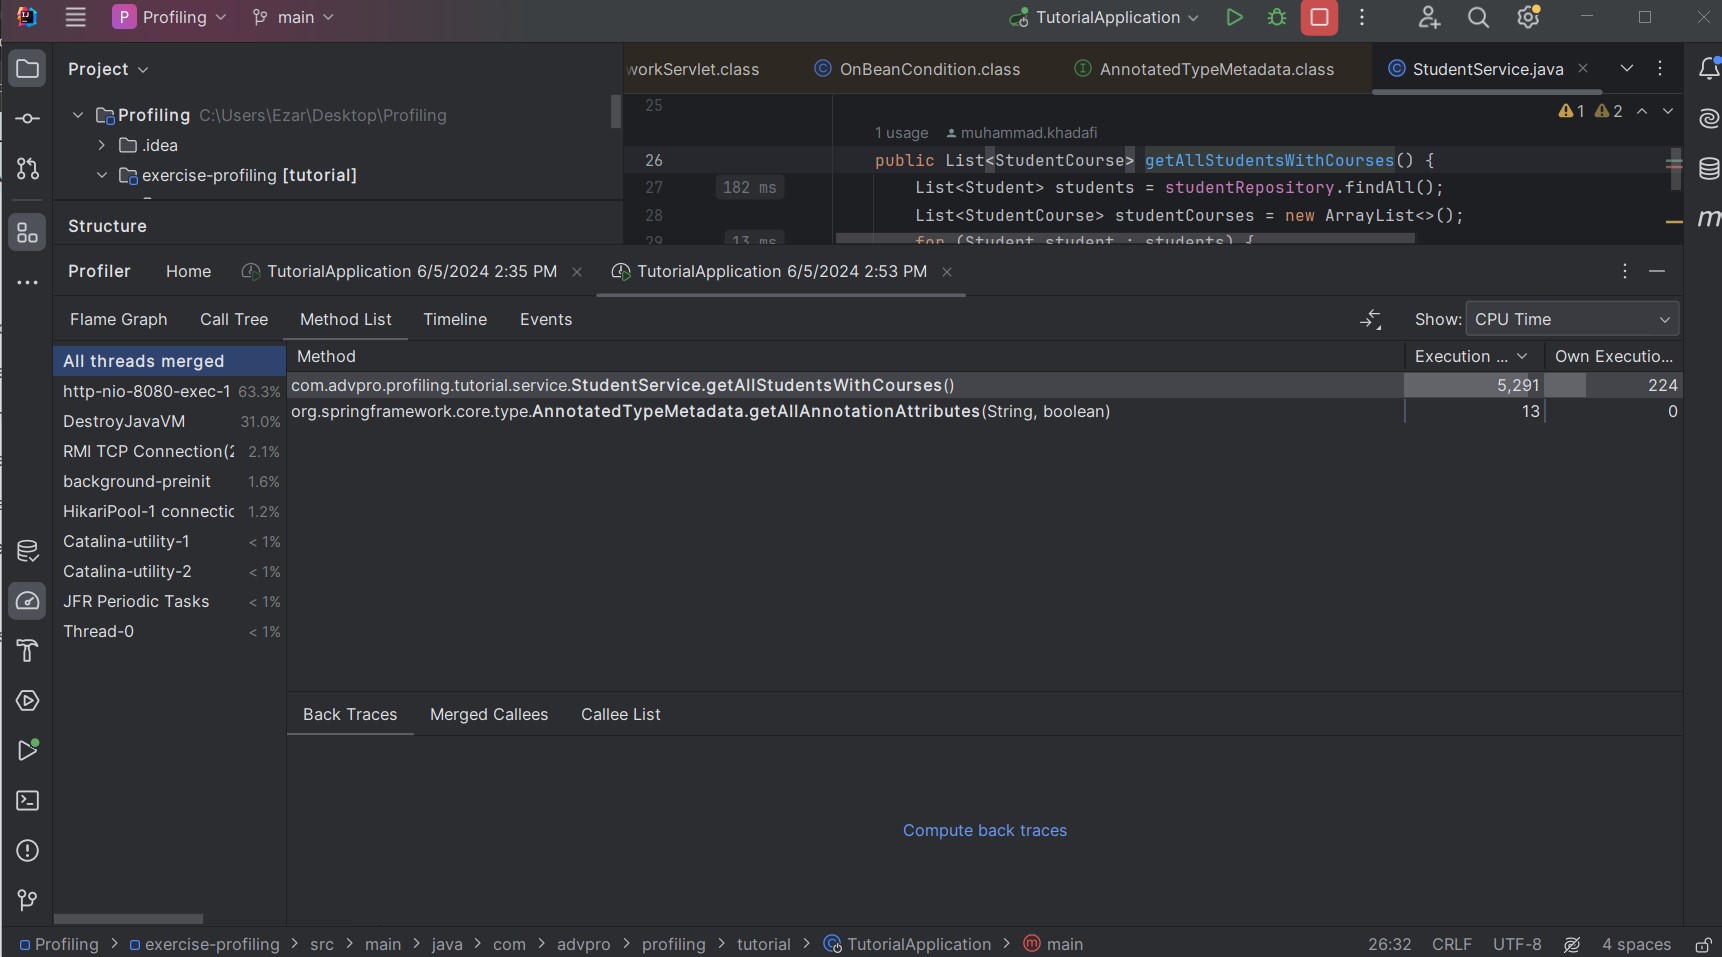 P Profiling main TutorialApplication
Project
Profiling C:\Users\Ezar\Desktop\Profiling
.idea
exercise-profiling [tutorial]
Structure
workServlet.class OnBeanCondition.class AnnotatedTypeMetadata.class StudentService.java
25
1 2
1 usage muhammad.khadafi
26 public List<StudentCourse> getAllStudentsWithCourses() {
27 182 ms List<Student> students = studentRepository.findAll();
28 List<StudentCourse> studentCourses = new ArrayList<>();
29 13 ms for (Student student : students) {
Profiler Home TutorialApplication 6/5/2024 2:35 PM TutorialApplication 6/5/2024 2:53 PM
Flame Graph Call Tree Method List Timeline Events Show: CPU Time
All threads merged
http-nio-8080-exec-1 63.3%
DestroyJavaVM 31.0%
RMI TCP Connection(2 2.1%
background-preinit 1.6%
HikariPool-1 connectic 1.2%
Catalina-utility-1 < 1%
Catalina-utility-2 < 1%
JFR Periodic Tasks < 1%
Thread-0 < 1%
Method Execution ... Own Executio...
com.advpro.profiling.tutorial.service.StudentService.getAllStudentsWithCourses() 5,291 224
org.springframework.core.type.AnnotatedTypeMetadata.getAllAnnotationAttributes(String, boolean) 13 0
Back Traces Merged Callees Callee List
Compute back traces
Profiling > exercise-profiling > src > main > java > com > advpro > profiling > tutorial > TutorialApplication > main 26:32 CRLF UTF-8 4 spaces